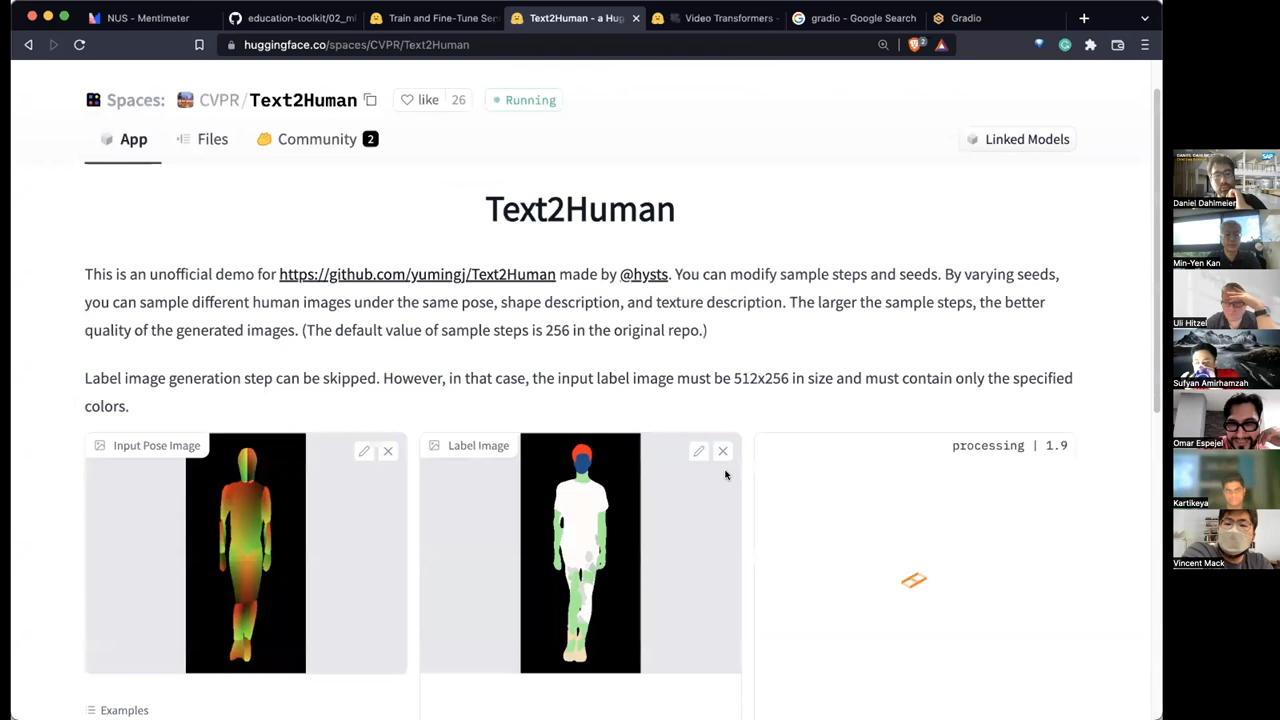 NUS - Mentimeter
education-toolkit/02_ml
Train and Fine-Tune Sen
Text2Human - a Hug
Video Transformers -
gradio - Google Search
Gradio
huggingface.co/spaces/CVPR/Text2Human
2
Spaces: CVPR/Text2Human
like 26
Running
App
Files
Community 2
Linked Models
Text2Human
This is an unofficial demo for https://github.com/yumingj/Text2Human made by @hysts. You can modify sample steps and seeds. By varying seeds,
you can sample different human images under the same pose, shape description, and texture description. The larger the sample steps, the better
quality of the generated images. (The default value of sample steps is 256 in the original repo.)
Label image generation step can be skipped. However, in that case, the input label image must be 512x256 in size and must contain only the specified
colors.
Input Pose Image
Label Image
processing | 1.9
Examples
SAP
Daniel Dahlmeier
Min-Yen Kan
Uli Hitzel
Sufyan Amirhamzah
Omar Espejel
Kartikeya
Vincent Mack